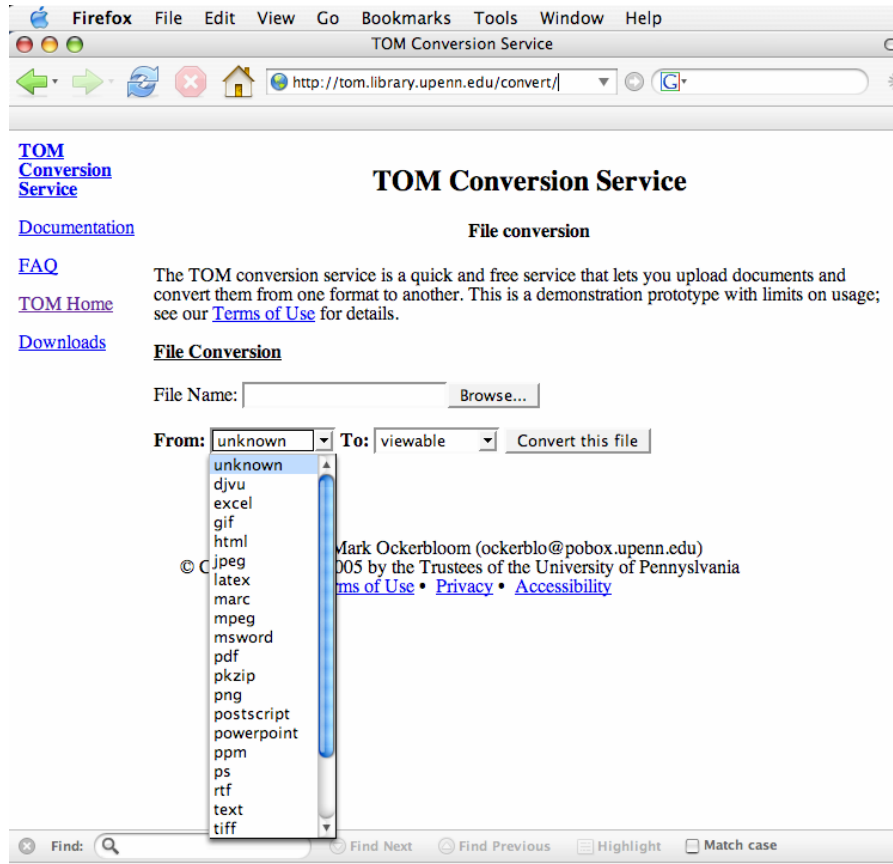 Firefox File Edit View Go Bookmarks Tools Window Help
TOM Conversion Service
http://tom.library.upenn.edu/convert/ G
TOM
Conversion
Service
Documentation
FAQ
TOM Home
Downloads
TOM Conversion Service
File conversion
The TOM conversion service is a quick and free service that lets you upload documents and
convert them from one format to another. This is a demonstration prototype with limits on usage;
see our Terms of Use for details.
File Conversion
File Name: Browse...
From: unknown To: viewable Convert this file
unknown
djvu
excel
gif
html
jpeg
latex
marc
mpeg
msword
pdf
pkzip
png
postscript
powerpoint
ppm
ps
rtf
text
tiff
Mark Ockerbloom (ockerblo@pobox.upenn.edu)
© C 005 by the Trustees of the University of Pennyslvania
ms of Use • Privacy • Accessibility
Find: Find Next Find Previous Highlight Match case